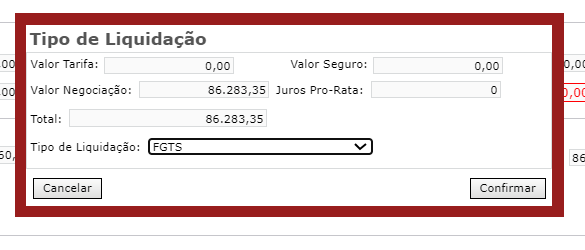 Tipo de Liquidação
Valor Tarifa: 0,00 Valor Seguro: 0,00
Valor Negociação: 86.283,35 Juros Pro-Rata: 0
Total: 86.283,35
Tipo de Liquidação: FGTS
Cancelar Confirmar